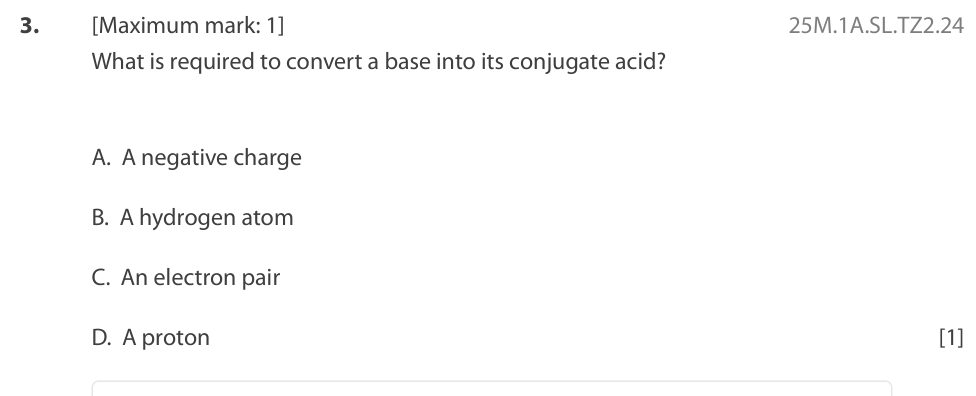 3. [Maximum mark: 1] 25M.1A.SL.TZ2.24
What is required to convert a base into its conjugate acid?
A. A negative charge
B. A hydrogen atom
C. An electron pair
D. A proton [1]